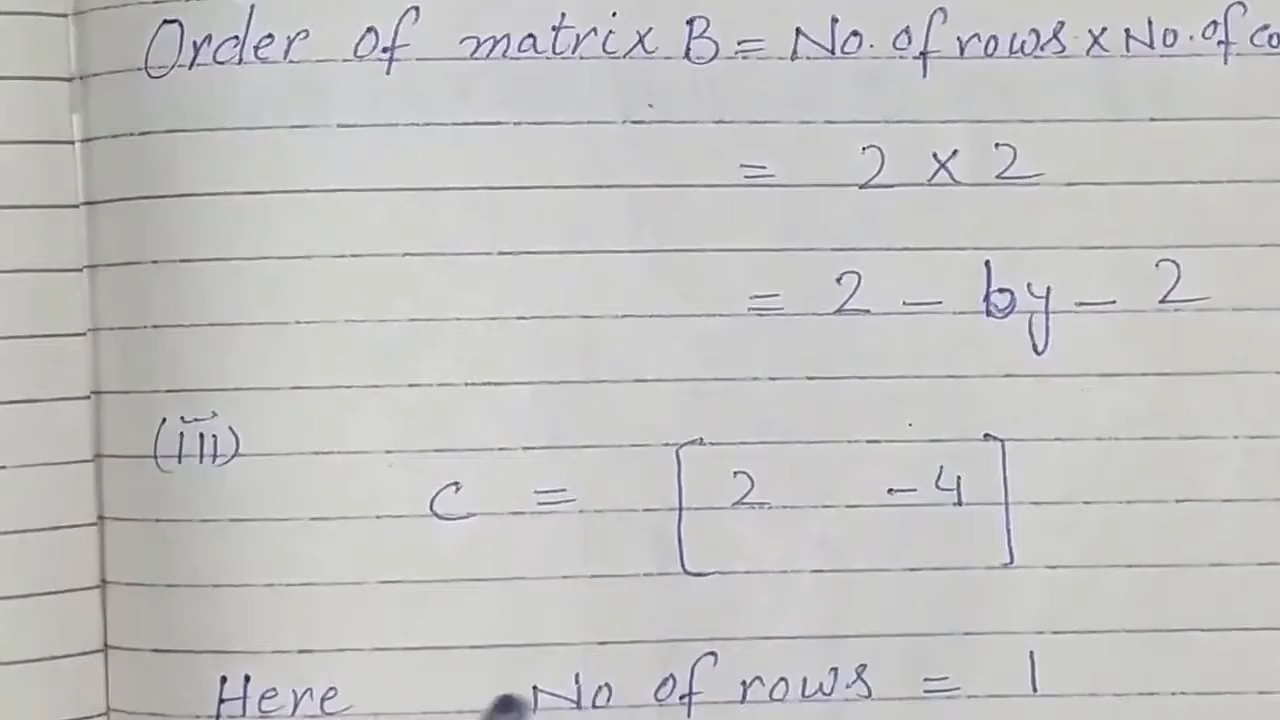 Order of matrix B = No. of rows × No. of co
= 2 × 2
= 2 - by - 2
(iii)
C = [ 2 -4 ]
Here No of rows = 1